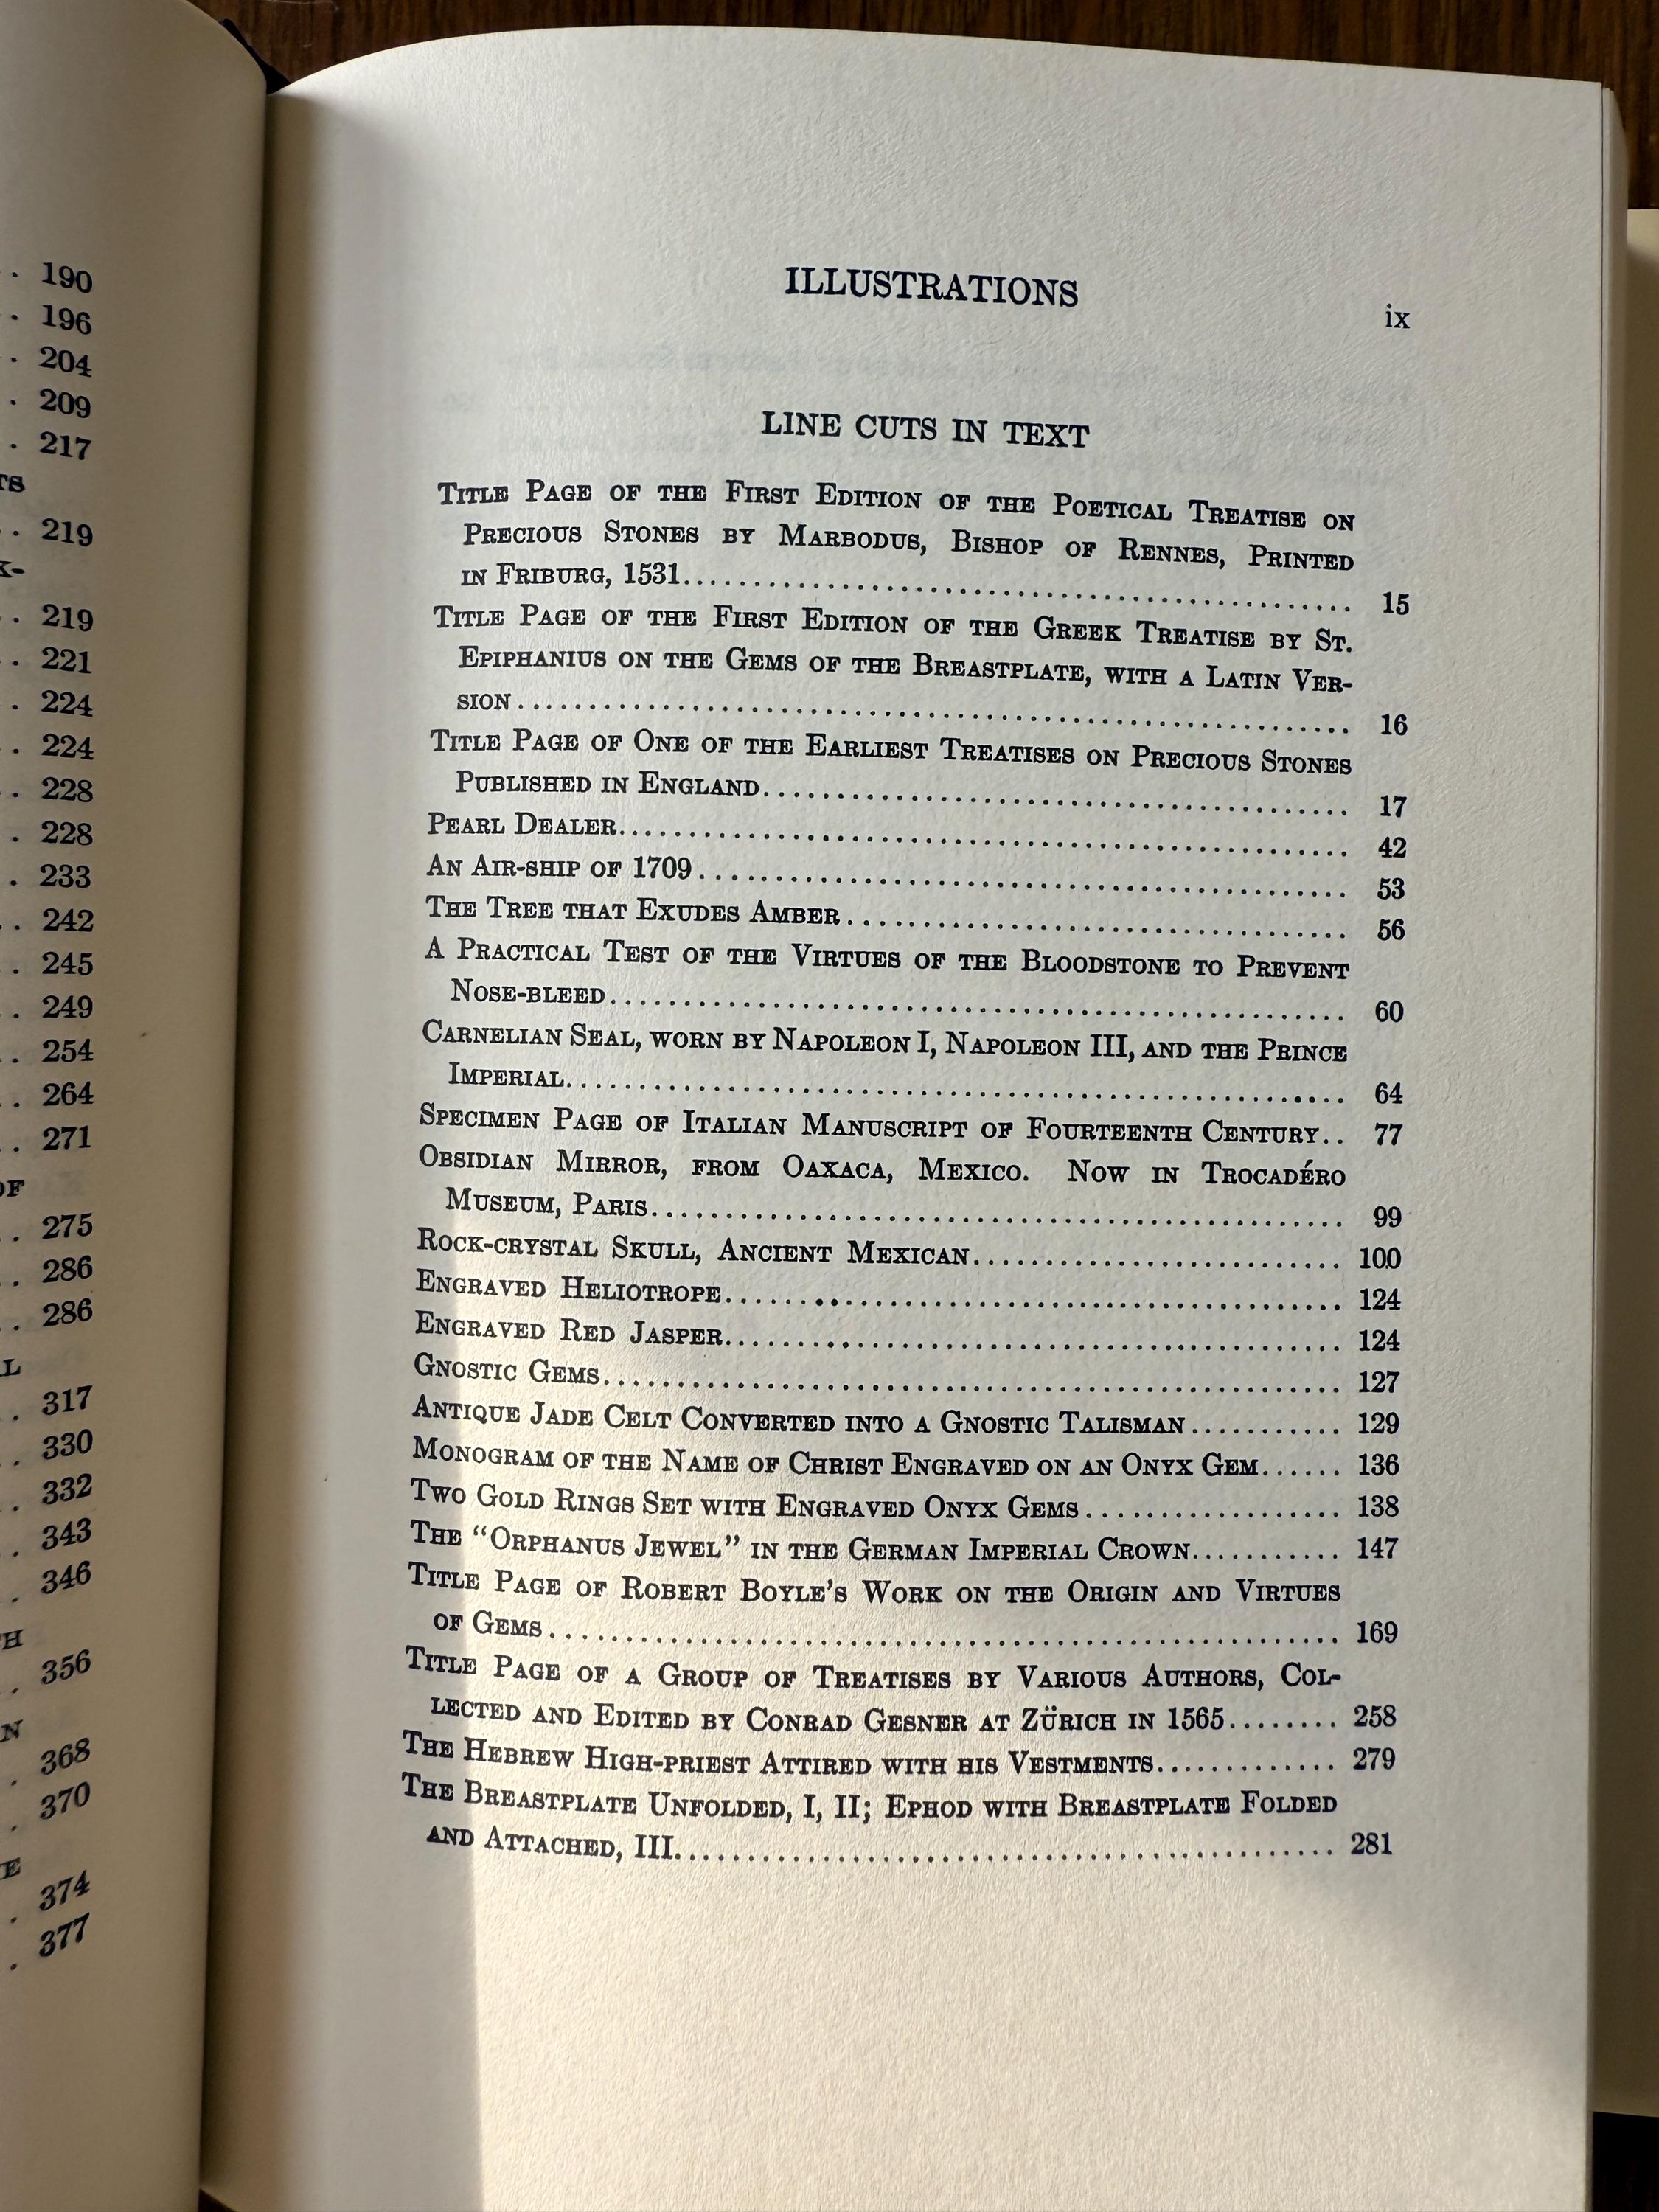 . . 190
. . 196
. . 204
. . 209
. . 217
TS
. . 219
K-
. . 219
. . 221
. . 224
. . 224
. . 228
. . 228
. . 233
. . 242
. . 245
. . 249
. . 254
. . 264
. . 271
OF
. . 275
. . 286
. . 286
L
. . 317
. . 330
. . 332
. . 343
. . 346
H
. . 356
N
. . 368
. . 370
E
. . 374
. . 377
ILLUSTRATIONS
ix
LINE CUTS IN TEXT
TITLE PAGE OF THE FIRST EDITION OF THE POETICAL TREATISE ON
PRECIOUS STONES BY MARBODUS, BISHOP OF RENNES, PRINTED
IN FRIBURG, 1531........................................ 15
TITLE PAGE OF THE FIRST EDITION OF THE GREEK TREATISE BY ST.
EPIPHANIUS ON THE GEMS OF THE BREASTPLATE, WITH A LATIN VER-
SION........................................ 16
TITLE PAGE OF ONE OF THE EARLIEST TREATISES ON PRECIOUS STONES
PUBLISHED IN ENGLAND........................................ 17
PEARL DEALER........................................ 42
AN AIR-SHIP OF 1709........................................ 53
THE TREE THAT EXUDES AMBER........................................ 56
A PRACTICAL TEST OF THE VIRTUES OF THE BLOODSTONE TO PREVENT
NOSE-BLEED........................................ 60
CARNELIAN SEAL, WORN BY NAPOLEON I, NAPOLEON III, AND THE PRINCE
IMPERIAL........................................ 64
SPECIMEN PAGE OF ITALIAN MANUSCRIPT OF FOURTEENTH CENTURY.. 77
OBSIDIAN MIRROR, FROM OAXACA, MEXICO. NOW IN TROCADÉRO
MUSEUM, PARIS........................................ 99
ROCK-CRYSTAL SKULL, ANCIENT MEXICAN.......................... 100
ENGRAVED HELIOTROPE........................................ 124
ENGRAVED RED JASPER........................................ 124
GNOSTIC GEMS........................................ 127
ANTIQUE JADE CELT CONVERTED INTO A GNOSTIC TALISMAN........... 129
MONOGRAM OF THE NAME OF CHRIST ENGRAVED ON AN ONYX GEM...... 136
TWO GOLD RINGS SET WITH ENGRAVED ONYX GEMS.................. 138
THE "ORPHANUS JEWEL" IN THE GERMAN IMPERIAL CROWN........... 147
TITLE PAGE OF ROBERT BOYLE'S WORK ON THE ORIGIN AND VIRTUES
OF GEMS........................................ 169
TITLE PAGE OF A GROUP OF TREATISES BY VARIOUS AUTHORS, COL-
LECTED AND EDITED BY CONRAD GESNER AT ZÜRICH IN 1565........ 258
THE HEBREW HIGH-PRIEST ATTIRED WITH HIS VESTMENTS............. 279
THE BREASTPLATE UNFOLDED, I, II; EPHOD WITH BREASTPLATE FOLDED
AND ATTACHED, III........................................ 281